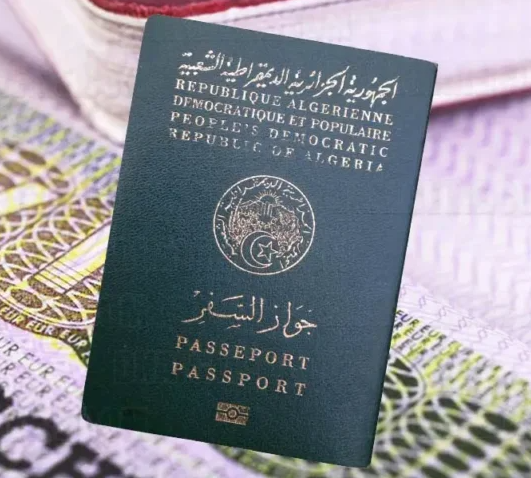 الجمهورية الجزائرية الديمقراطية الشعبية
REPUBLIQUE ALGERIENNE
DEMOCRATIQUE ET POPULAIRE
PEOPLE'S DEMOCRATIC
REPUBLIC OF ALGERIA
جواز السفر
PASSEPORT
PASSPORT
EUR EUR EUR EUR